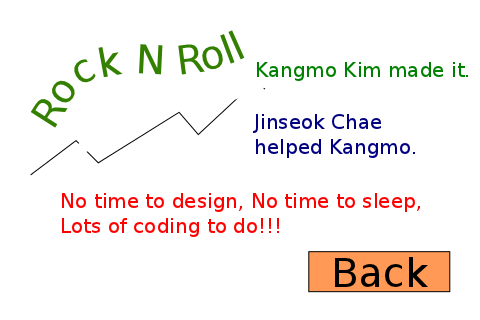 Rock N Roll
Kangmo Kim made it.
Jinseok Chae
helped Kangmo.
No time to design, No time to sleep,
Lots of coding to do!!!
Back